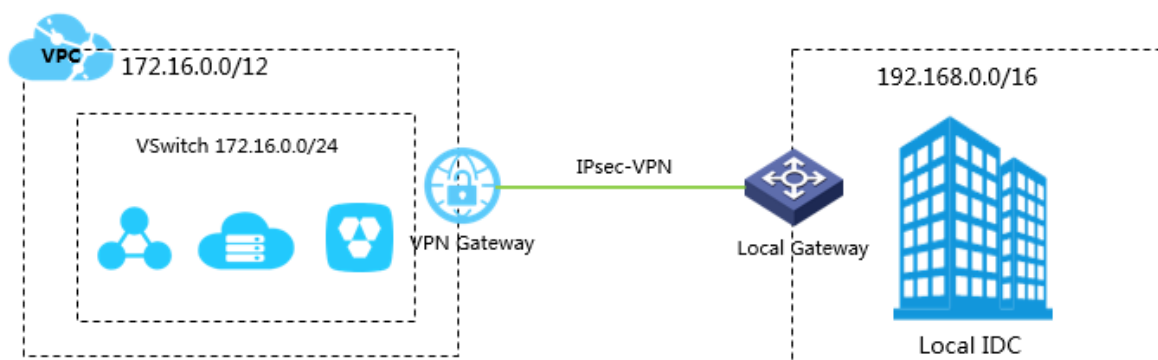 VPC
172.16.0.0/12
192.168.0.0/16
VSwitch 172.16.0.0/24
IPsec-VPN
VPN Gateway
Local Gateway
Local IDC